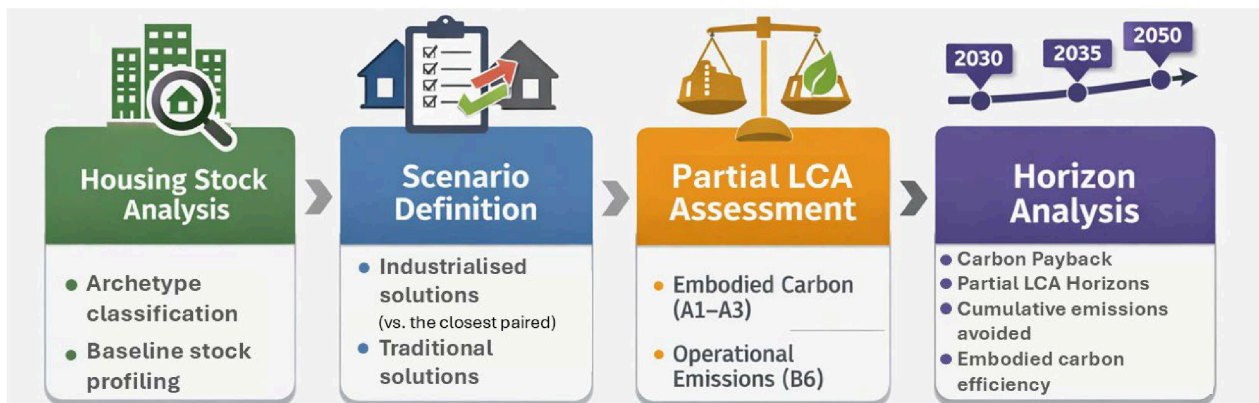 Housing Stock
Analysis
● Archetype
classification
● Baseline stock
profiling
Scenario
Definition
● Industrialised
solutions
(vs. the closest paired)
● Traditional
solutions
Partial LCA
Assessment
● Embodied Carbon
(A1–A3)
● Operational
Emissions (B6)
2030
2035
2050
Horizon
Analysis
● Carbon Payback
● Partial LCA Horizons
● Cumulative emissions
avoided
● Embodied carbon
efficiency